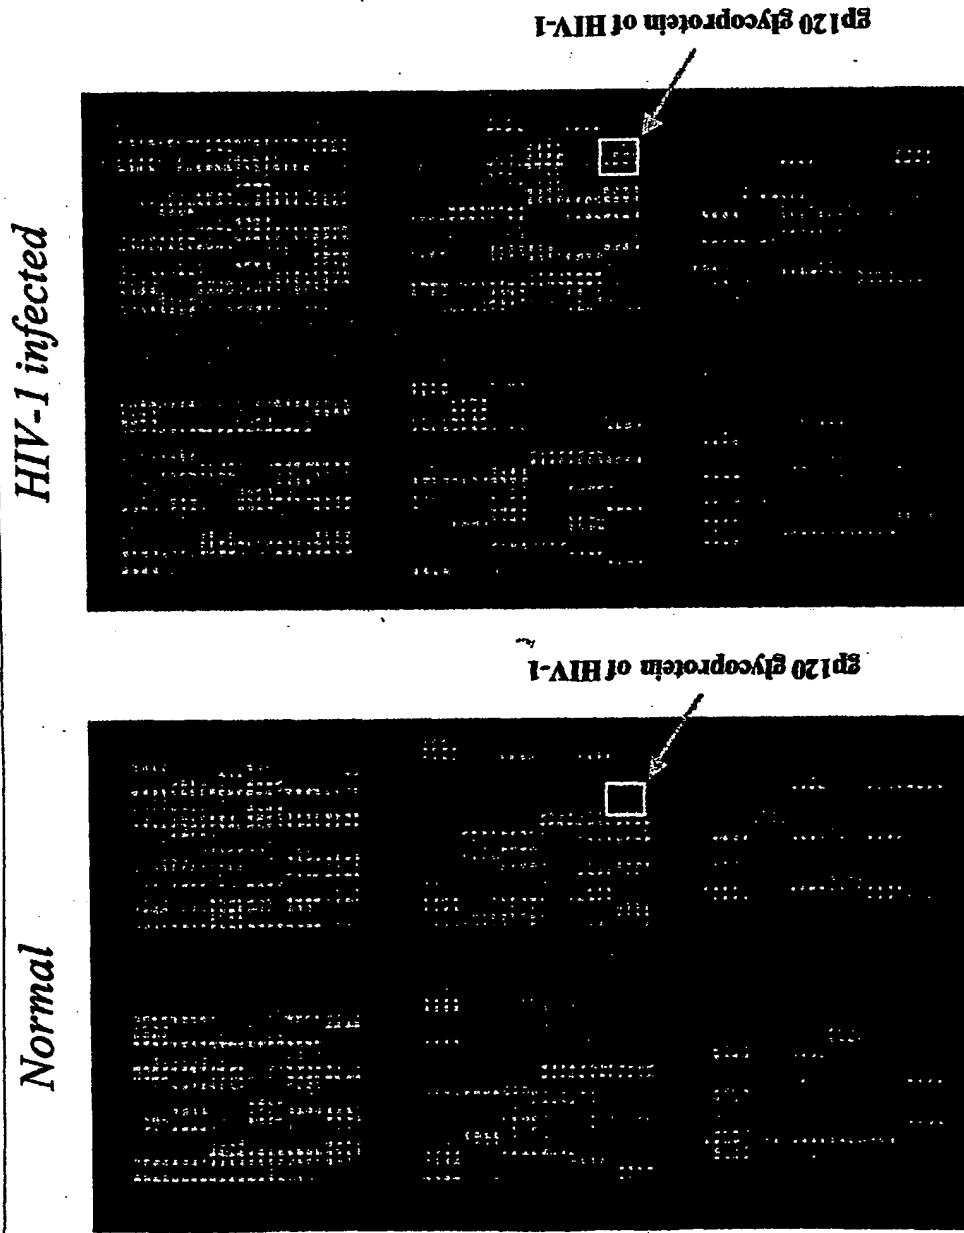 gp120 glycoprotein of HIV-1
HIV-1 infected
gp120 glycoprotein of HIV-1
Normal